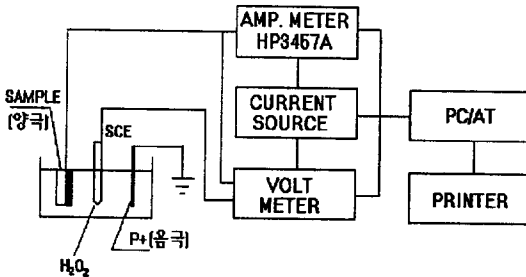 AMP. METER
HP3457A
SAMPLE
(양극)
SCE
CURRENT
SOURCE
PC/AT
VOLT
METER
PRINTER
Pt(음극)
H₂O₂